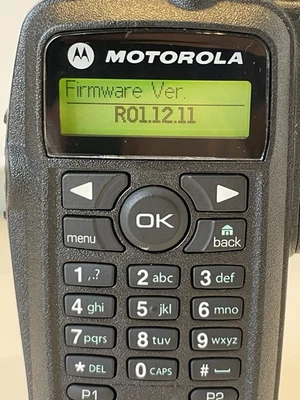 MOTOROLA
Firmware Ver.
R01.12.11
OK
menu
back
1 .,?
2 abc
3 def
4 ghi
5 jkl
6 mno
7 pqrs
8 tuv
9 wxyz
* DEL
0 CAPS
#
P1
P2